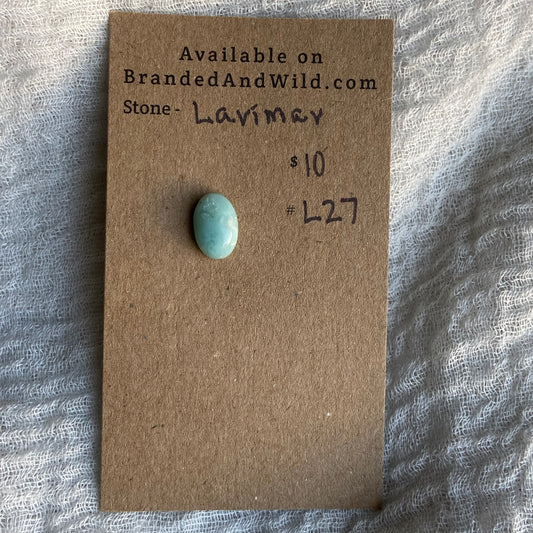 Available on
BrandedAndWild.com
Stone - Larimar
$10
# L27